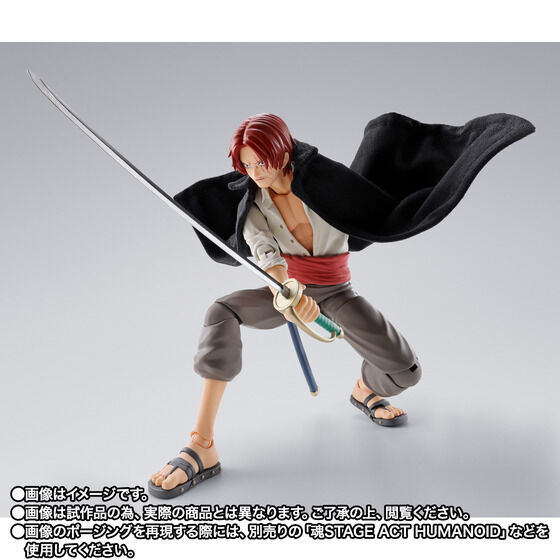 ●画像はイメージです。
●画像は試作品の為、実際の商品とは異なります。ご了承の上、閲覧ください。
●画像のポージングを再現する際には、別売りの「魂STAGE ACT HUMANOID」などを
使用してください。